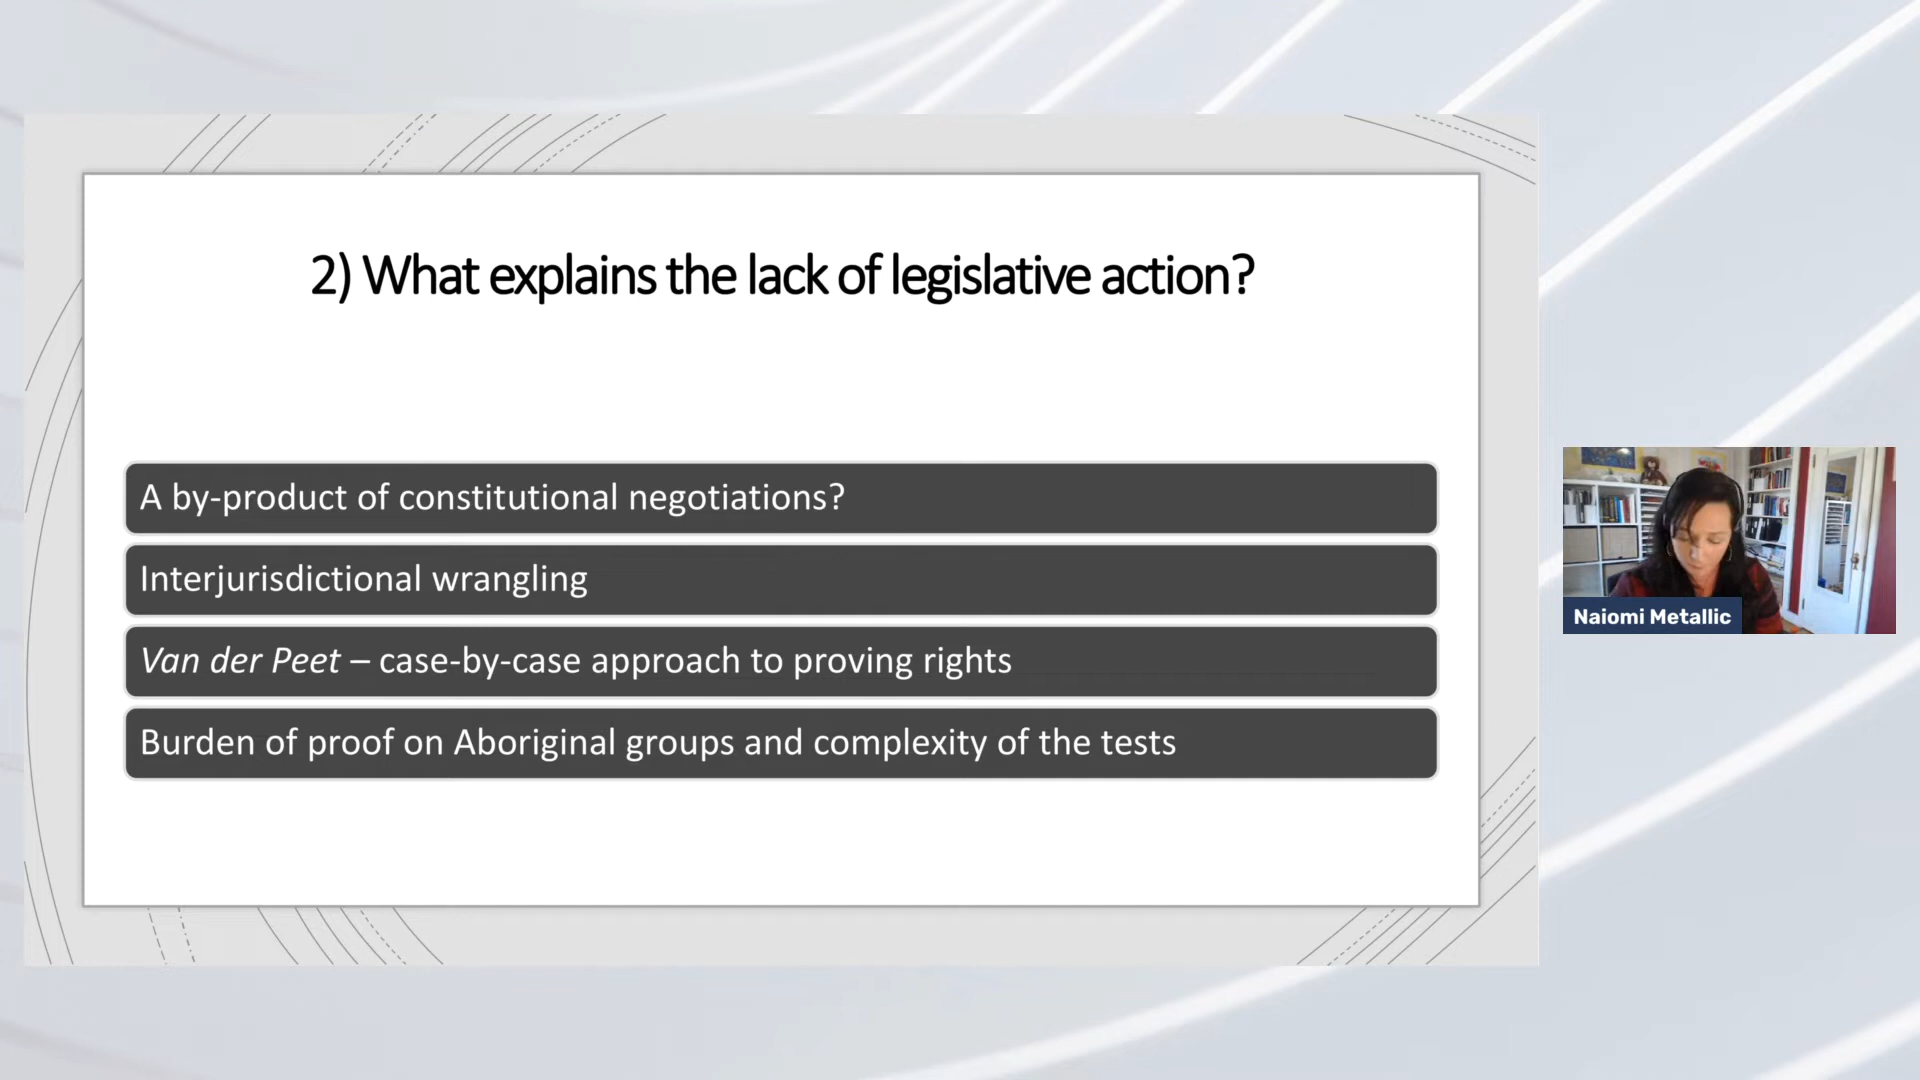 2) What explains the lack of legislative action?
A by-product of constitutional negotiations?
Interjurisdictional wrangling
Van der Peet – case-by-case approach to proving rights
Burden of proof on Aboriginal groups and complexity of the tests
Naiomi Metallic